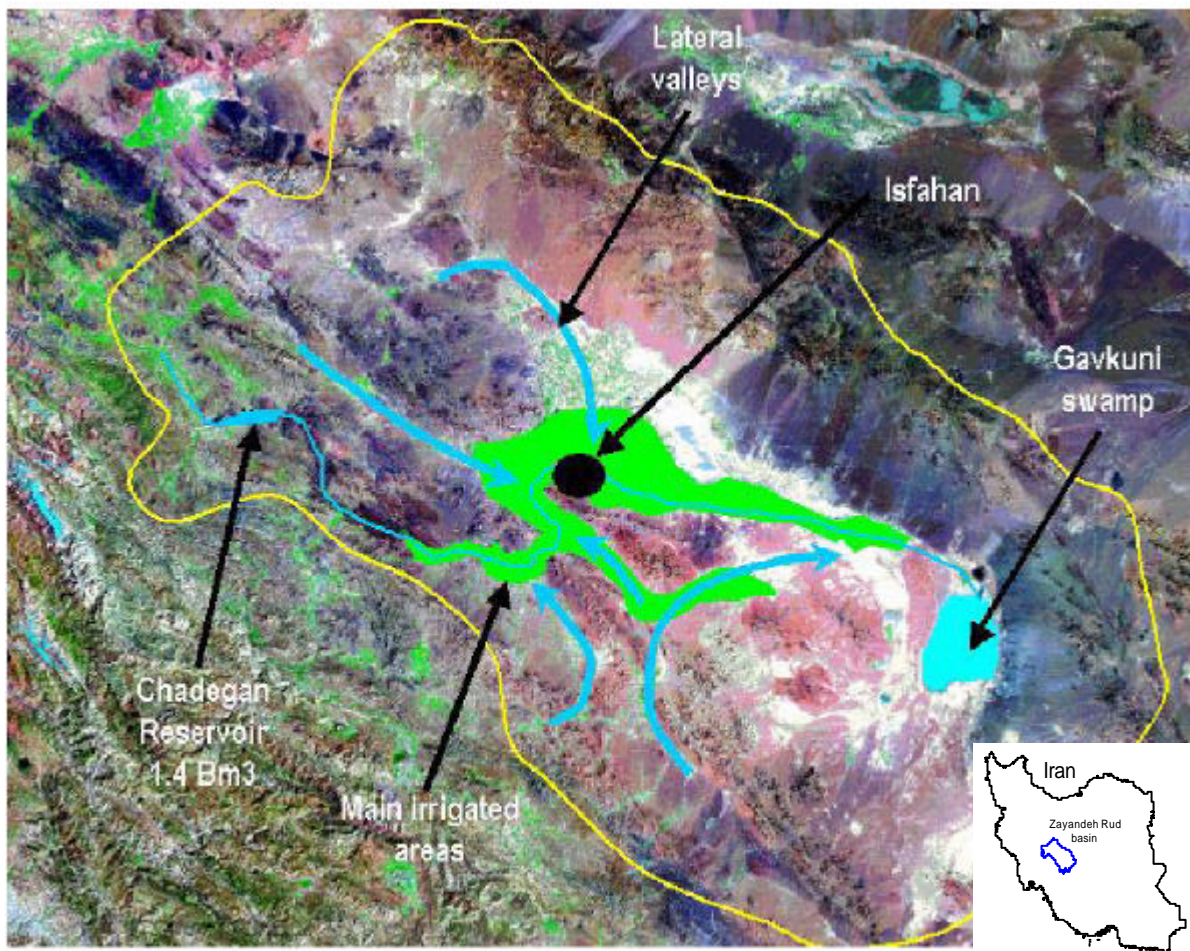 Lateral
valleys
Isfahan
Gavkuni
swamp
Chadegan
Reservoir
1.4 Bm3
Main irrigated
areas
Iran
Zayandeh Rud
basin